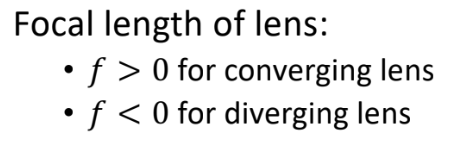 Focal length of lens:
• f > 0 for converging lens
• f < 0 for diverging lens